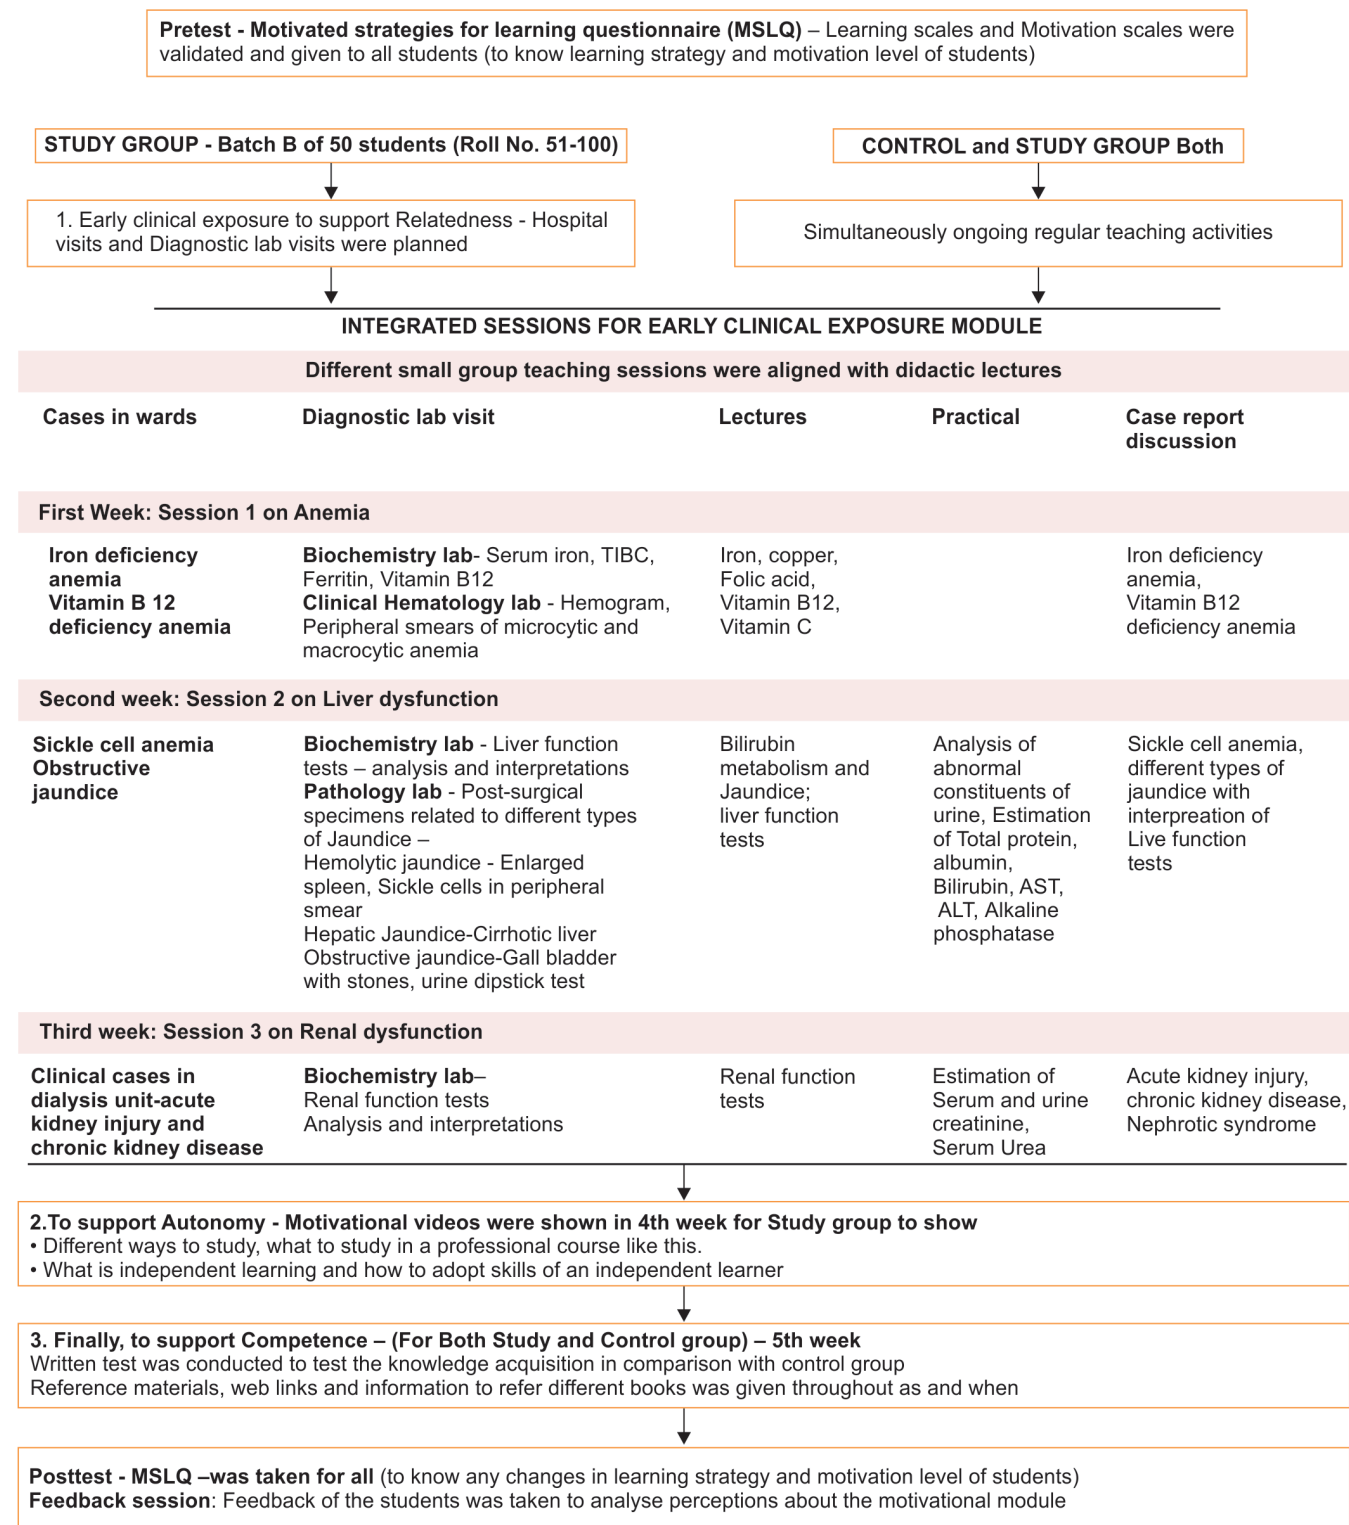 Pretest - Motivated strategies for learning questionnaire (MSLQ) – Learning scales and Motivation scales were
validated and given to all students (to know learning strategy and motivation level of students)
STUDY GROUP - Batch B of 50 students (Roll No. 51-100)
CONTROL and STUDY GROUP Both
1. Early clinical exposure to support Relatedness - Hospital
visits and Diagnostic lab visits were planned
Simultaneously ongoing regular teaching activities
INTEGRATED SESSIONS FOR EARLY CLINICAL EXPOSURE MODULE
Different small group teaching sessions were aligned with didactic lectures
Cases in wards
Diagnostic lab visit
Lectures
Practical
Case report
discussion
First Week: Session 1 on Anemia
Iron deficiency
anemia
Vitamin B 12
deficiency anemia
Biochemistry lab- Serum iron, TIBC,
Ferritin, Vitamin B12
Clinical Hematology lab - Hemogram,
Peripheral smears of microcytic and
macrocytic anemia
Iron, copper,
Folic acid,
Vitamin B12,
Vitamin C
Iron deficiency
anemia,
Vitamin B12
deficiency anemia
Second week: Session 2 on Liver dysfunction
Sickle cell anemia
Obstructive
jaundice
Biochemistry lab - Liver function
tests – analysis and interpretations
Pathology lab - Post-surgical
specimens related to different types
of Jaundice –
Hemolytic jaundice - Enlarged
spleen, Sickle cells in peripheral
smear
Hepatic Jaundice-Cirrhotic liver
Obstructive jaundice-Gall bladder
with stones, urine dipstick test
Bilirubin
metabolism and
Jaundice;
liver function
tests
Analysis of
abnormal
constituents of
urine, Estimation
of Total protein,
albumin,
Bilirubin, AST,
ALT, Alkaline
phosphatase
Sickle cell anemia,
different types of
jaundice with
interpreation of
Live function
tests
Third week: Session 3 on Renal dysfunction
Clinical cases in
dialysis unit-acute
kidney injury and
chronic kidney disease
Biochemistry lab–
Renal function tests
Analysis and interpretations
Renal function
tests
Estimation of
Serum and urine
creatinine,
Serum Urea
Acute kidney injury,
chronic kidney disease,
Nephrotic syndrome
2.To support Autonomy - Motivational videos were shown in 4th week for Study group to show
• Different ways to study, what to study in a professional course like this.
• What is independent learning and how to adopt skills of an independent learner
3. Finally, to support Competence – (For Both Study and Control group) – 5th week
Written test was conducted to test the knowledge acquisition in comparison with control group
Reference materials, web links and information to refer different books was given throughout as and when
Posttest - MSLQ –was taken for all (to know any changes in learning strategy and motivation level of students)
Feedback session: Feedback of the students was taken to analyse perceptions about the motivational module